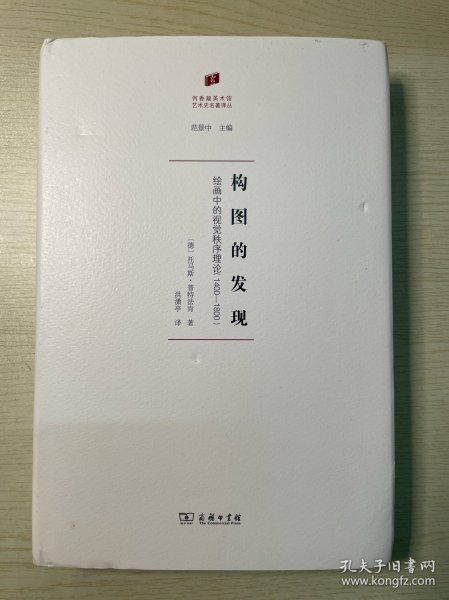 何香凝美术馆
艺术史名著译丛
范景中 主编
构图的发现
绘画中的视觉秩序理论(1400—1800)
〔德〕托马斯·普特法肯 著
洪潇亭 译
商务印书馆
The Commercial Press
孔夫子旧书网
www.kongfz.com